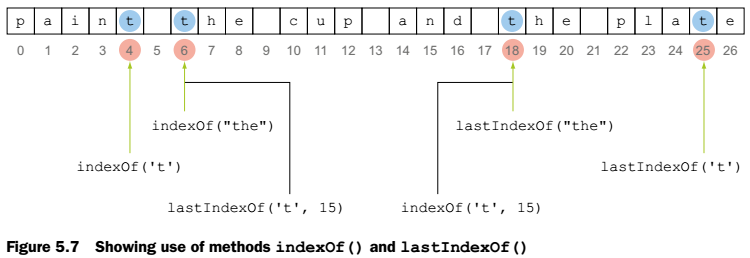 p a i n t t h e c u p a n d t h e p l a t e
0 1 2 3 4 5 6 7 8 9 10 11 12 13 14 15 16 17 18 19 20 21 22 23 24 25 26
indexOf("the") lastIndexOf("the")
indexOf('t') lastIndexOf('t')
lastIndexOf('t', 15) indexOf('t', 15)
Figure 5.7 Showing use of methods indexOf() and lastIndexOf()